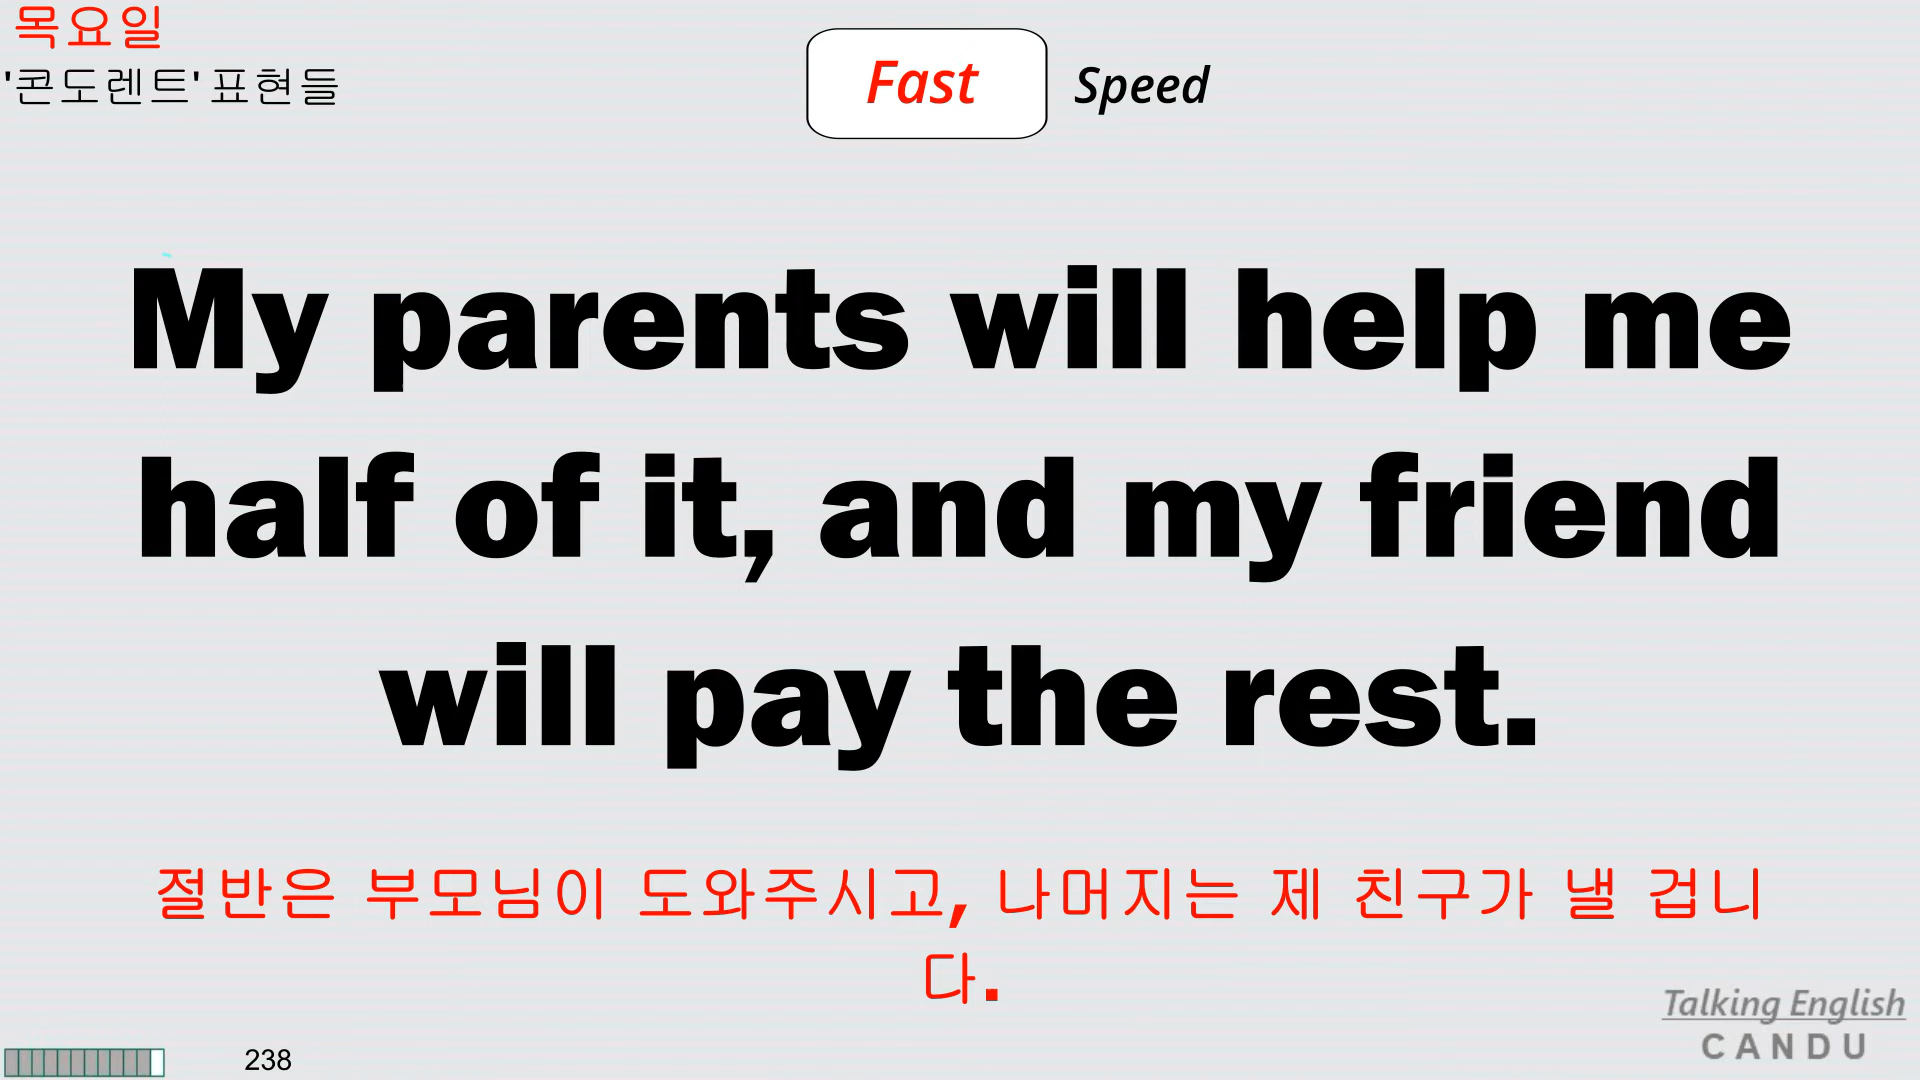 목요일
'콘도렌트' 표현들
Fast Speed
My parents will help me
half of it, and my friend
will pay the rest.
절반은 부모님이 도와주시고, 나머지는 제 친구가 낼 겁니
다.
Talking English
CANDU
238